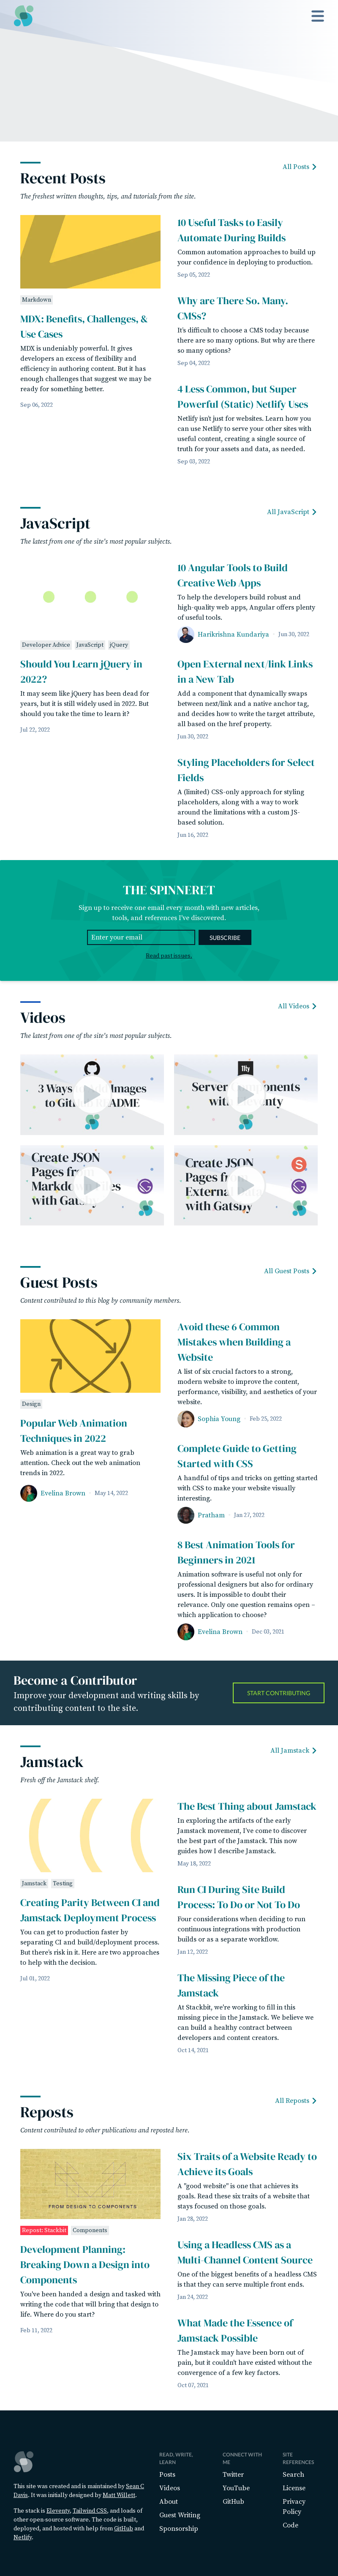 All Posts
Recent Posts
The freshest written thoughts, tips, and tutorials from the site.
Markdown
MDX: Benefits, Challenges, &
Use Cases
MDX is undeniably powerful. It gives
developers an excess of flexibility and
efficiency in authoring content. But it has
enough challenges that suggest we may be
ready for something better.
Sep 06, 2022
10 Useful Tasks to Easily
Automate During Builds
Common automation approaches to build up
your confidence in deploying to production.
Sep 05, 2022
Why are There So. Many.
CMSs?
It's difficult to choose a CMS today because
there are so many options. But why are there
so many options?
Sep 04, 2022
4 Less Common, but Super
Powerful (Static) Netlify Uses
Netlify isn't just for websites. Learn how you
can use Netlify to serve your other sites with
useful content, creating a single source of
truth for your assets and data, as needed.
Sep 03, 2022
All JavaScript
JavaScript
The latest from one of the site's most popular subjects.
Developer Advice JavaScript jQuery
Should You Learn jQuery in
2022?
It may seem like jQuery has been dead for
years, but it is still widely used in 2022. But
should you take the time to learn it?
Jul 22, 2022
10 Angular Tools to Build
Creative Web Apps
To help the developers build robust and
high-quality web apps, Angular offers plenty
of useful tools.
Harikrishna Kundariya · Jun 30, 2022
Open External next/link Links
in a New Tab
Add a component that dynamically swaps
between next/link and a native anchor tag,
and decides how to write the target attribute,
all based on the href property.
Jun 30, 2022
Styling Placeholders for Select
Fields
A (limited) CSS-only approach for styling
placeholders, along with a way to work
around the limitations with a custom JS-
based solution.
Jun 16, 2022
THE SPINNERET
Sign up to receive one email every month with new articles,
tools, and references I've discovered.
Enter your email SUBSCRIBE
Read past issues.
All Videos
Videos
The latest from one of the site's most popular subjects.
3 Ways Images
to README
Server
with
Create JSON
Pages
with
Create JSON
Pages
with Gatsby
All Guest Posts
Guest Posts
Content contributed to this blog by community members.
Design
Popular Web Animation
Techniques in 2022
Web animation is a great way to grab
attention. Check out the web animation
trends in 2022.
Evelina Brown · May 14, 2022
Avoid these 6 Common
Mistakes when Building a
Website
A list of six crucial factors to a strong,
modern website to improve the content,
performance, visibility, and aesthetics of your
website.
Sophia Young · Feb 25, 2022
Complete Guide to Getting
Started with CSS
A handful of tips and tricks on getting started
with CSS to make your website visually
interesting.
Pratham · Jan 27, 2022
8 Best Animation Tools for
Beginners in 2021
Animation software is useful not only for
professional designers but also for ordinary
users. It is impossible to doubt their
relevance. Only one question remains open –
which application to choose?
Evelina Brown · Dec 03, 2021
Become a Contributor
Improve your development and writing skills by
contributing content to the site.
START CONTRIBUTING
All Jamstack
Jamstack
Fresh off the Jamstack shelf.
Jamstack Testing
Creating Parity Between CI and
Jamstack Deployment Process
You can get to production faster by
separating CI and build/deployment process.
But there's risk in it. Here are two approaches
to help with the decision.
Jul 01, 2022
The Best Thing about Jamstack
In exploring the artifacts of the early
Jamstack movement, I've come to discover
the best part of the Jamstack. This now
guides how I describe Jamstack.
May 18, 2022
Run CI During Site Build
Process: To Do or Not To Do
Four considerations when deciding to run
continuous integrations with production
builds or as a separate workflow.
Jan 12, 2022
The Missing Piece of the
Jamstack
At Stackbit, we're working to fill in this
missing piece in the Jamstack. We believe we
can build a healthy contract between
developers and content creators.
Oct 14, 2021
All Reposts
Reposts
Content contributed to other publications and reposted here.
FROM DESIGN TO COMPONENTS
Repost: Stackbit Components
Development Planning:
Breaking Down a Design into
Components
You've been handed a design and tasked with
writing the code that will bring that design to
life. Where do you start?
Feb 11, 2022
Six Traits of a Website Ready to
Achieve its Goals
A "good website" is one that achieves its
goals. Read these six traits of a website that
stays focused on those goals.
Jan 28, 2022
Using a Headless CMS as a
Multi-Channel Content Source
One of the biggest benefits of a headless CMS
is that they can serve multiple front ends.
Jan 24, 2022
What Made the Essence of
Jamstack Possible
The Jamstack may have been born out of
pain, but it couldn't have existed without the
convergence of a few key factors.
Oct 07, 2021
This site was created and is maintained by Sean C
Davis. It was initially designed by Matt Willett.
The stack is Eleventy, Tailwind CSS, and loads of
other open source software. The code is built,
deployed, and hosted with help from GitHub and
Netlify.
READ, WRITE,
LEARN
Posts
Videos
About
Guest Writing
Sponsorship
CONNECT WITH
ME
Twitter
YouTube
GitHub
SITE
REFERENCES
Search
License
Privacy
Policy
Code